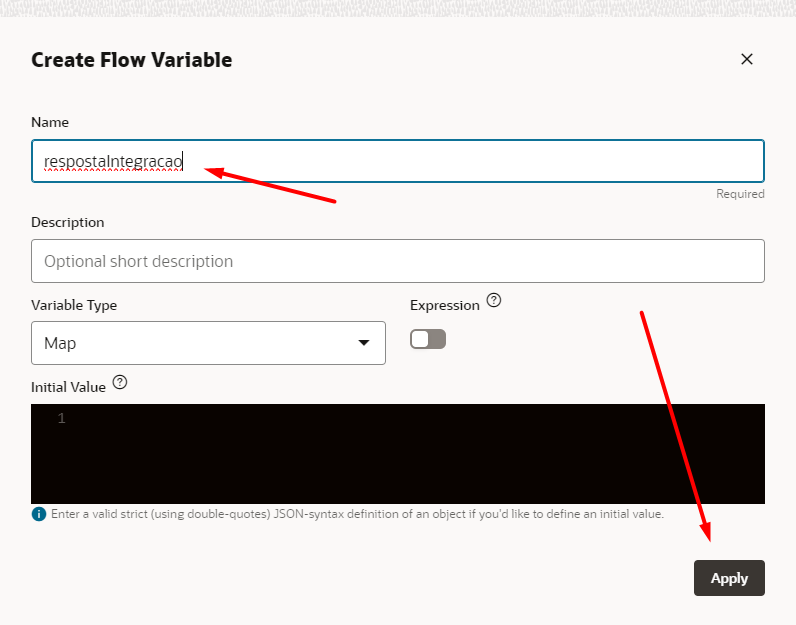 Create Flow Variable
Name
respostaIntegracao
Required
Description
Optional short description
Variable Type
Expression ?
Map
Initial Value ?
1
i Enter a valid strict (using double-quotes) JSON-syntax definition of an object if you'd like to define an initial value.
Apply